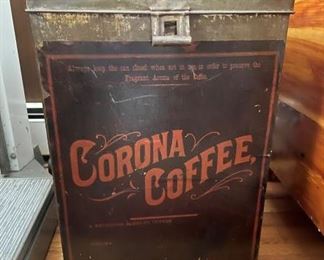 Always keep the can closed when not in use in order to preserve the
Fragrant Aroma of the Coffee.
CORONA
COFFEE,
A